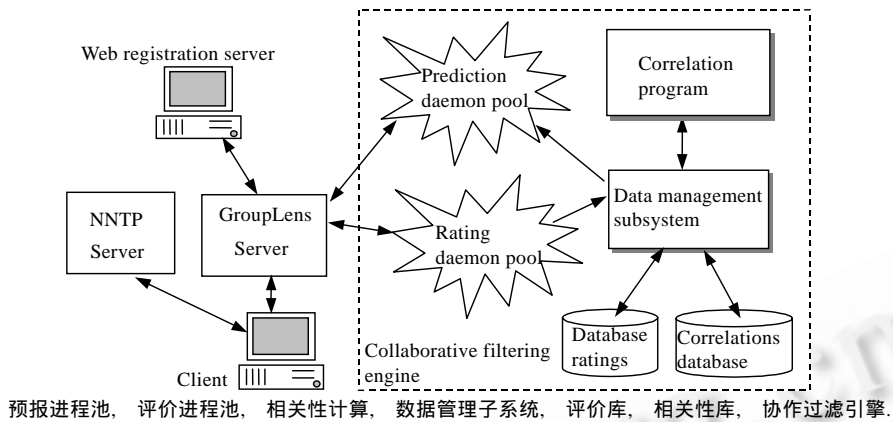 Web registration server
Prediction
daemon pool
Correlation
program
NNTP
Server
GroupLens
Server
Rating
daemon pool
Data management
subsystem
Client
Collaborative filtering
engine
Database
ratings
Correlations
database
预报进程池, 评价进程池, 相关性计算, 数据管理子系统, 评价库, 相关性库, 协作过滤引擎.